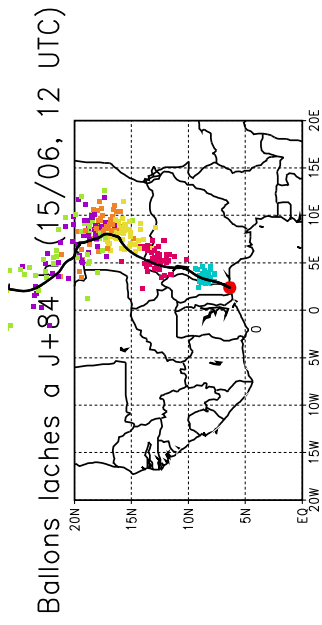 Ballons laches a J+84 (15/06, 12 UTC)
20N
15N
10N
5N
EQ
20W
15W
10W
5W
0
5E
10E
15E
20E
0